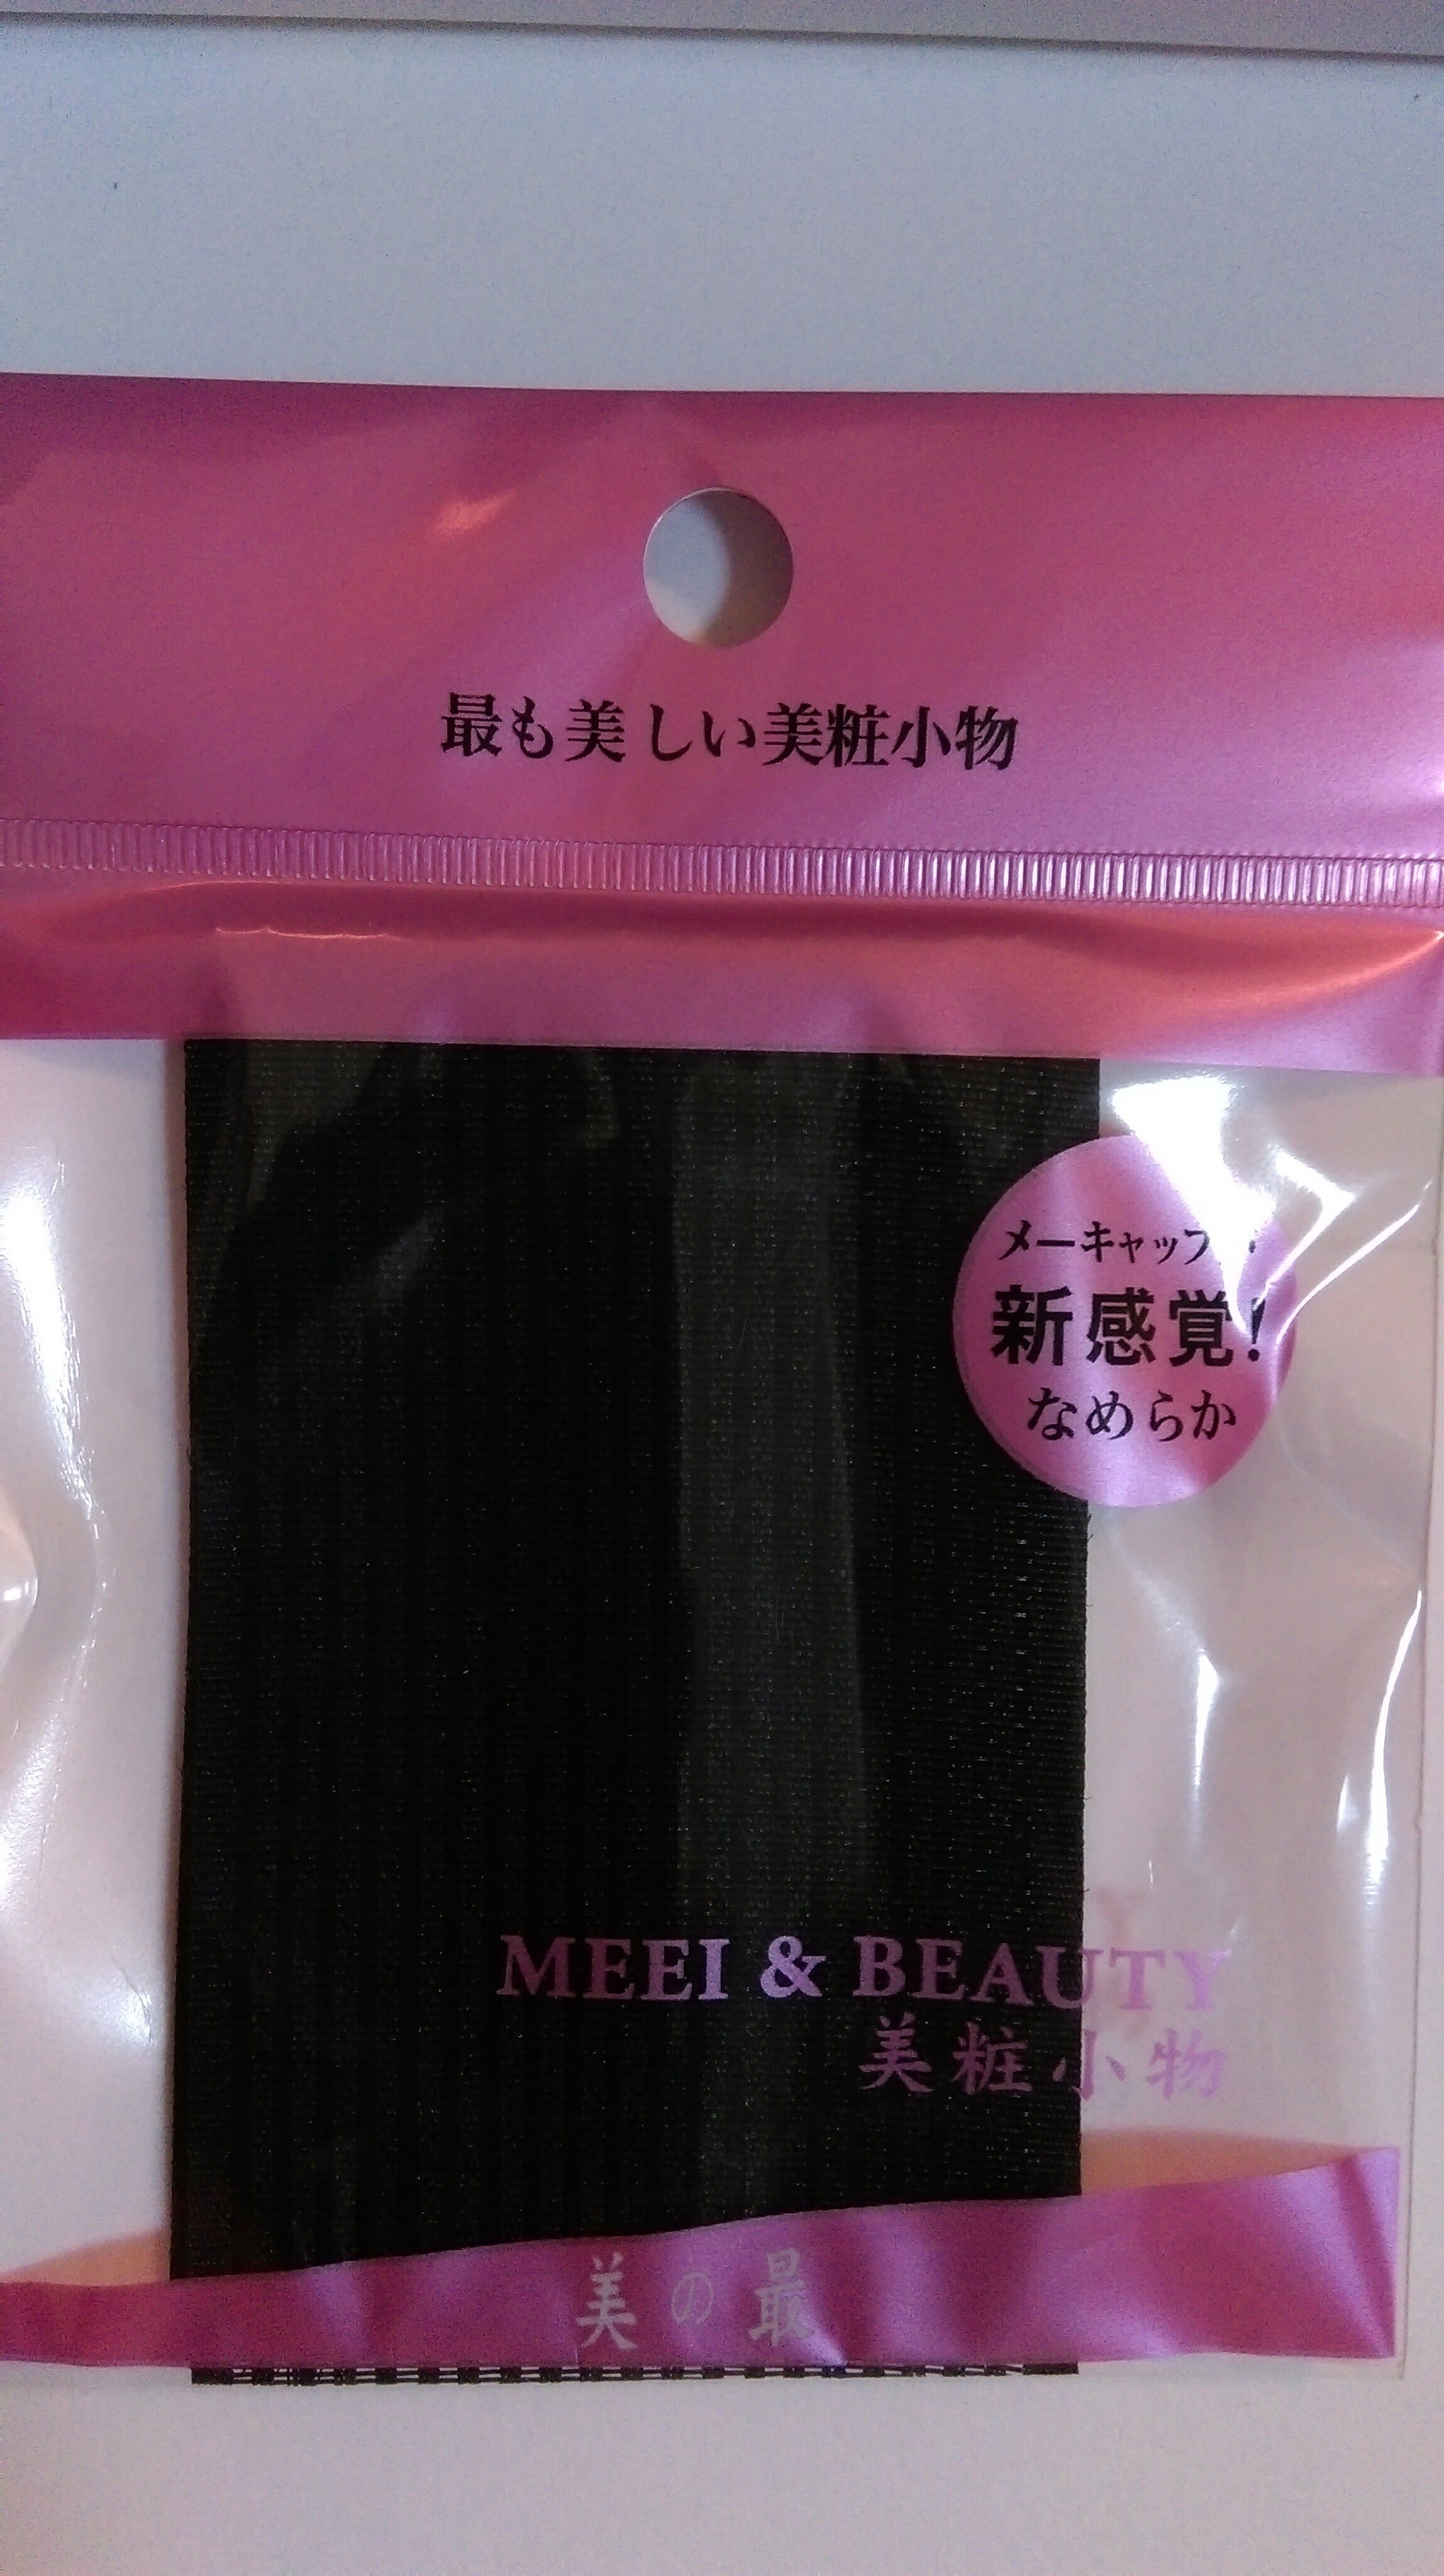 最も美しい美粧小物
メーキャップ
新感覚!
なめらか
MEEI & BEAUTY
美粧小物
美の最